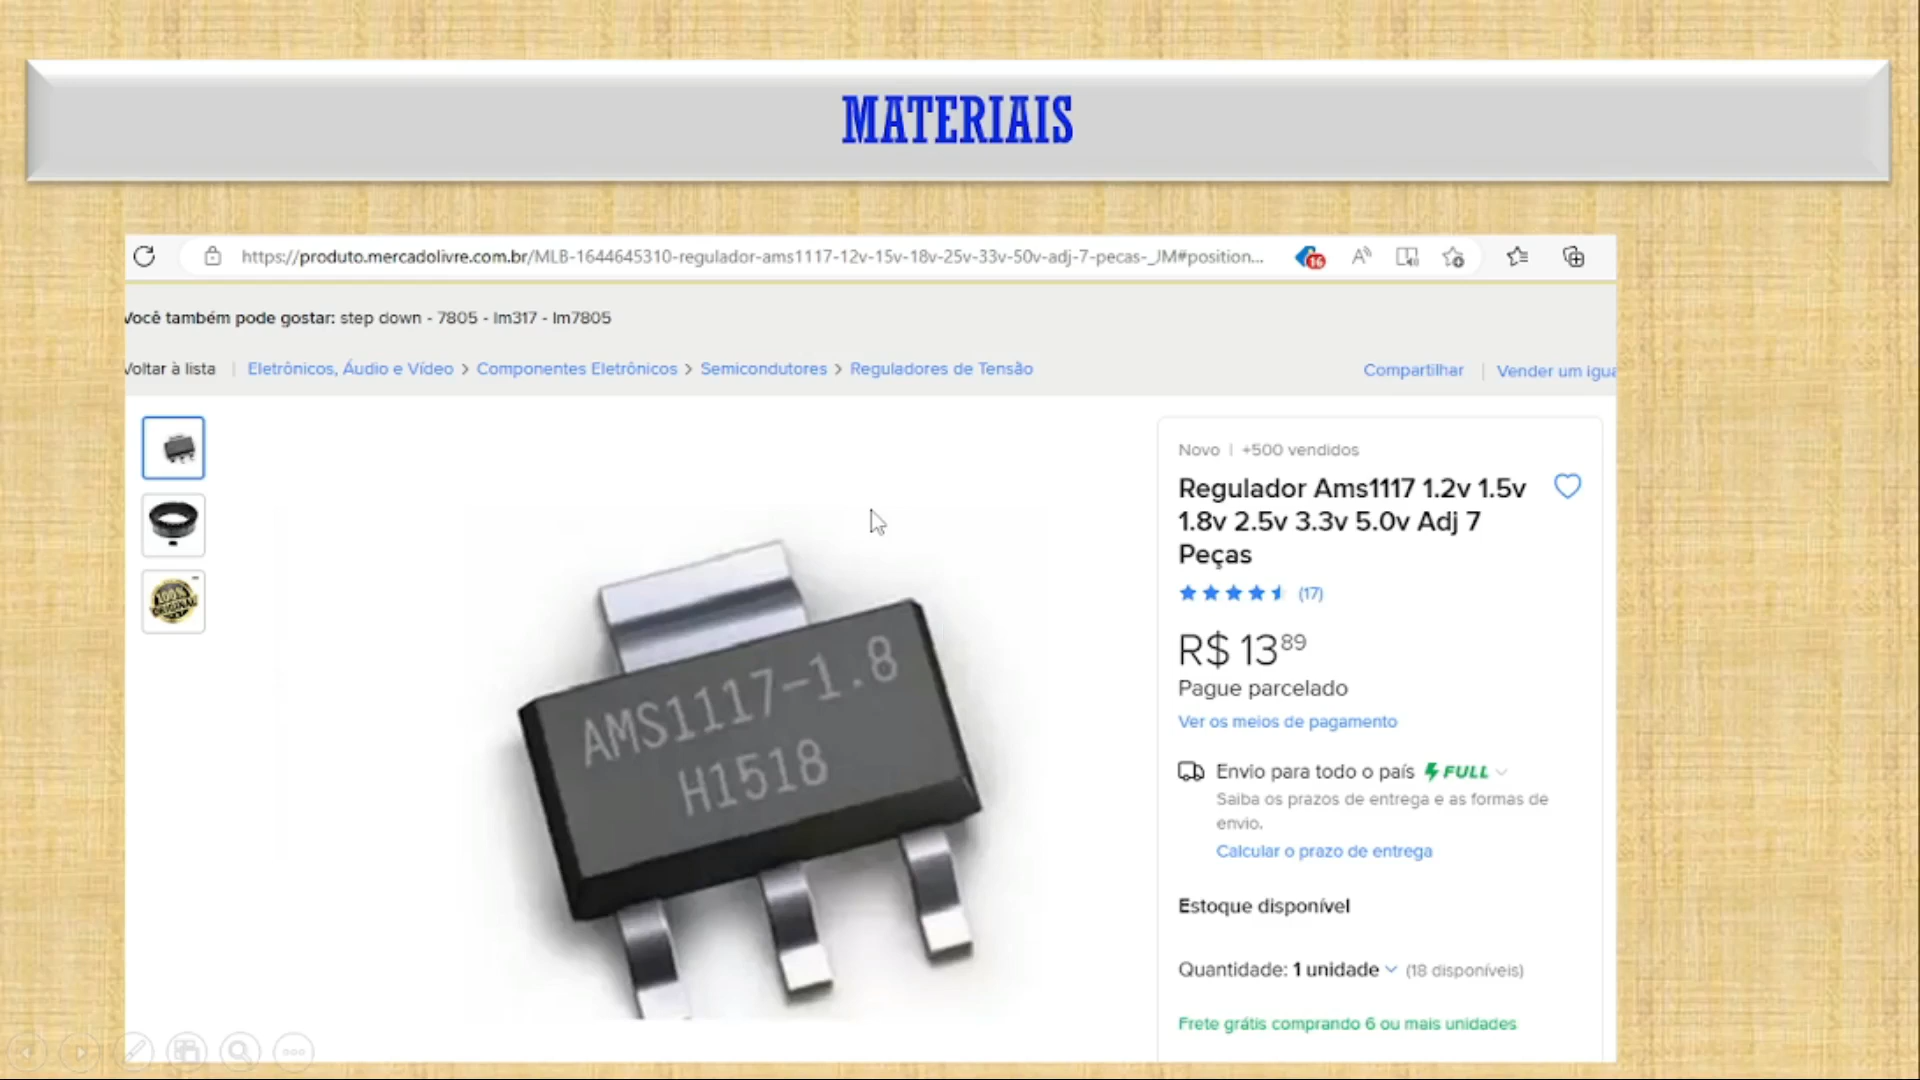 MATERIAIS
https://produto.mercadolivre.com.br/MLB-1644645310-regulador-ams1117-12v-15v-18v-25v-33v-50v-adj-7-pecas-_JM#position...
16
Você também pode gostar: step down - 7805 - lm317 - lm7805
Voltar à lista | Eletrônicos, Áudio e Vídeo > Componentes Eletrônicos > Semicondutores > Reguladores de Tensão
Compartilhar | Vender um igua
100%
ORIGINAL
AMS1117-1.8
H1518
Novo | +500 vendidos
Regulador Ams1117 1.2v 1.5v
1.8v 2.5v 3.3v 5.0v Adj 7
Peças
(17)
R$ 13 89
Pague parcelado
Ver os meios de pagamento
Envio para todo o país FULL
Saiba os prazos de entrega e as formas de
envio.
Calcular o prazo de entrega
Estoque disponível
Quantidade: 1 unidade (18 disponíveis)
Frete grátis comprando 6 ou mais unidades